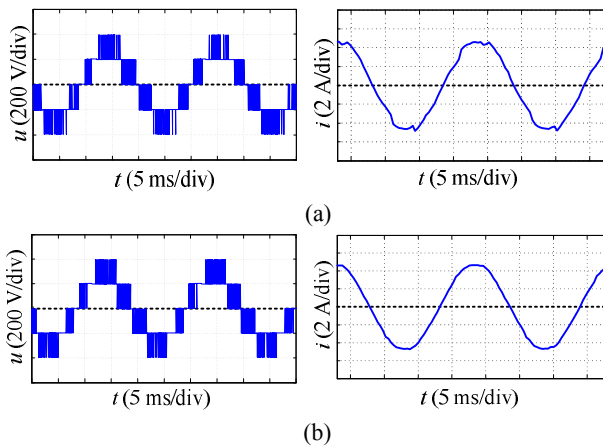 u (200 V/div)
t (5 ms/div)
i (2 A/div)
t (5 ms/div)
(a)
u (200 V/div)
t (5 ms/div)
i (2 A/div)
t (5 ms/div)
(b)